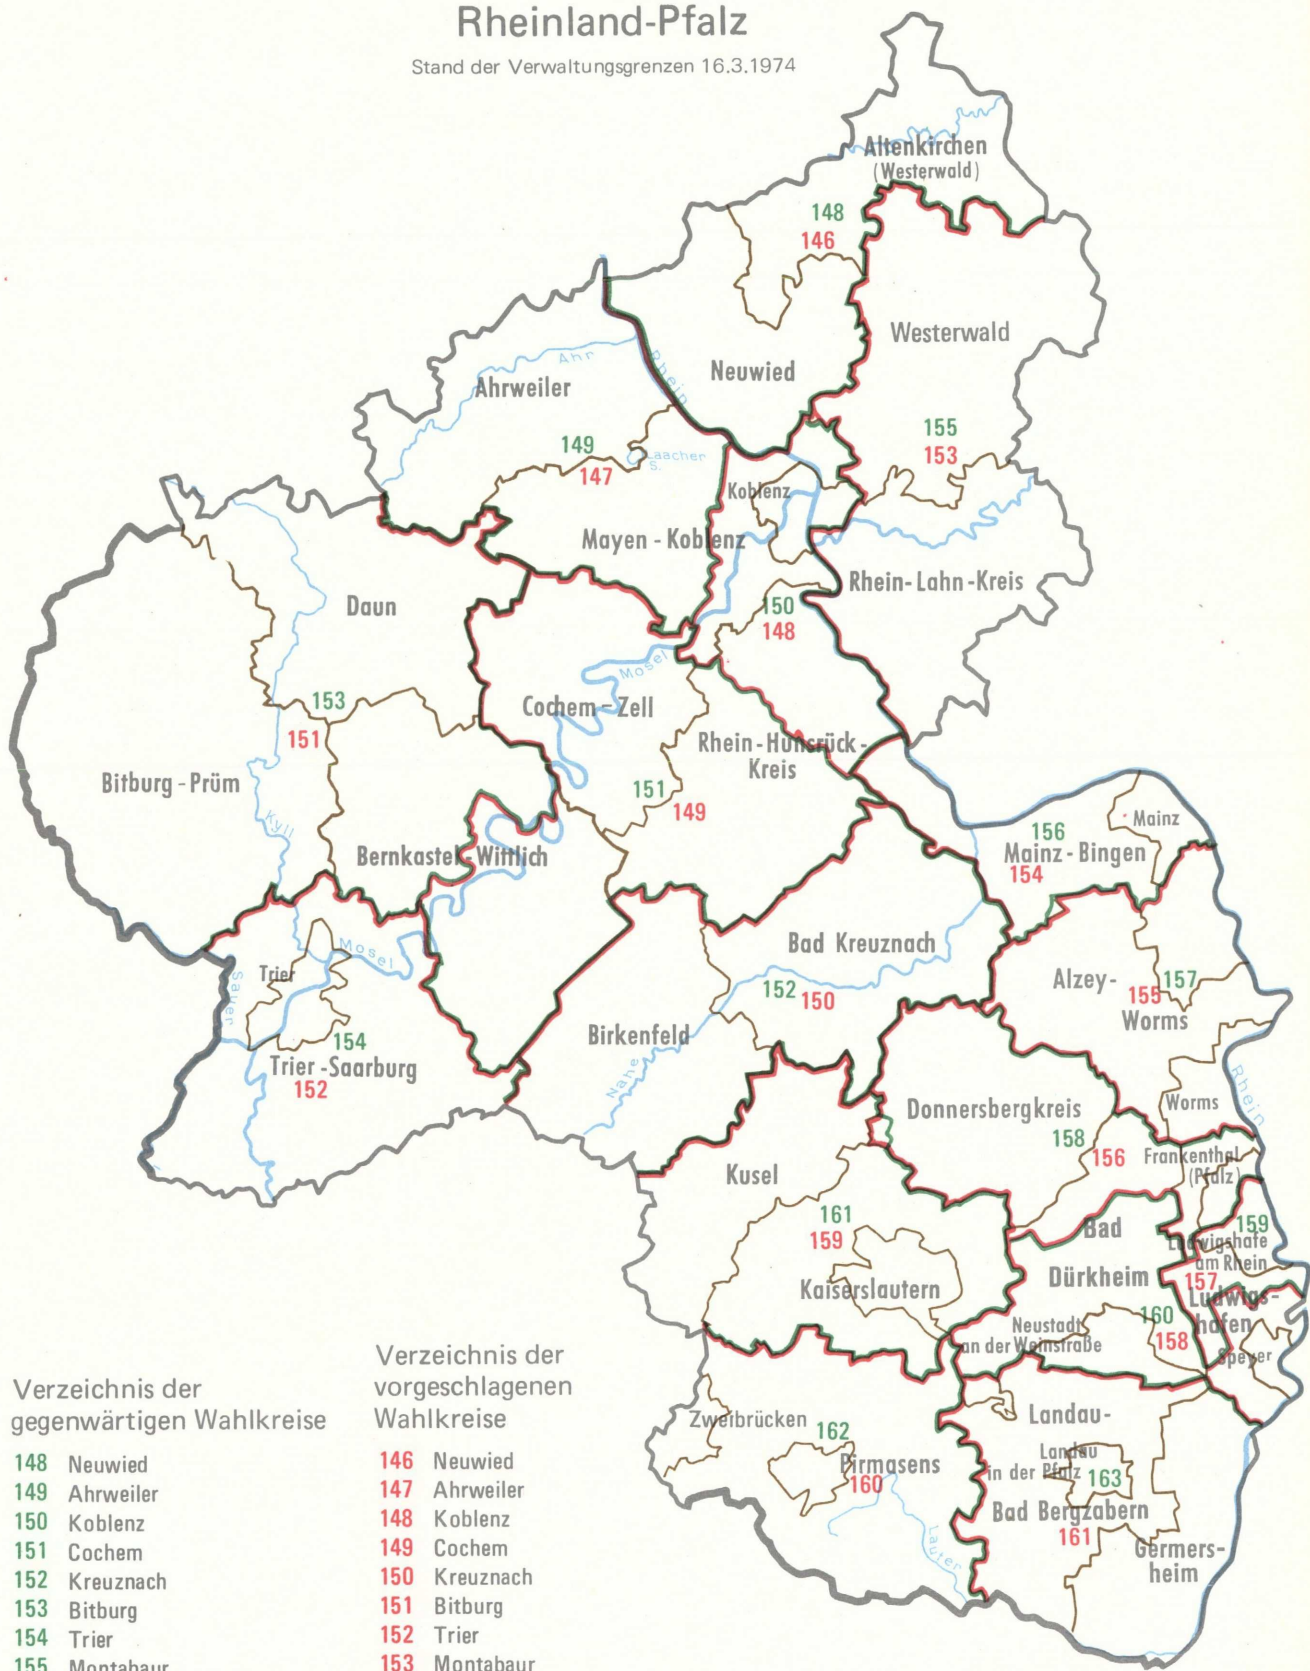 Rheinland-Pfalz
Stand der Verwaltungsgrenzen 16.3.1974
Altenkirchen
(Westerwald)
148
146
Westerwald
Neuwied
Ahr
Rhein
Ahrweiler
155
153
149
147
Laacher
S.
Koblenz
Mayen - Koblenz
Rhein-Lahn-Kreis
150
148
Daun
Mosel
Cochem - Zell
153
151
Rhein-Hunsrück-
Kreis
Bitburg - Prüm
151
149
Kyll
Mainz
156
Mainz - Bingen
154
Bernkastel-Wittlich
Bad Kreuznach
Mosel
Trier
Sauer
152
150
Alzey-
155
157
Worms
Birkenfeld
154
Trier-Saarburg
152
Nahe
Rhein
Worms
Donnersbergkreis
158
156
Frankenthal
(Pfalz)
Kusel
161
159
Bad
Dürkheim
159
Ludwigshafe
am Rhein
157
Ludwigs-
hafen
Kaiserslautern
160
158
Neustadt
an der Weinstraße
Speyer
Zweibrücken
162
Pirmasens
160
Landau-
Landau
in der Pfalz
163
Bad Bergzabern
161
Germers-
heim
Lauter
Verzeichnis der
gegenwärtigen Wahlkreise
148 Neuwied
149 Ahrweiler
150 Koblenz
151 Cochem
152 Kreuznach
153 Bitburg
154 Trier
155 Montabaur
Verzeichnis der
vorgeschlagenen
Wahlkreise
146 Neuwied
147 Ahrweiler
148 Koblenz
149 Cochem
150 Kreuznach
151 Bitburg
152 Trier
153 Montabaur